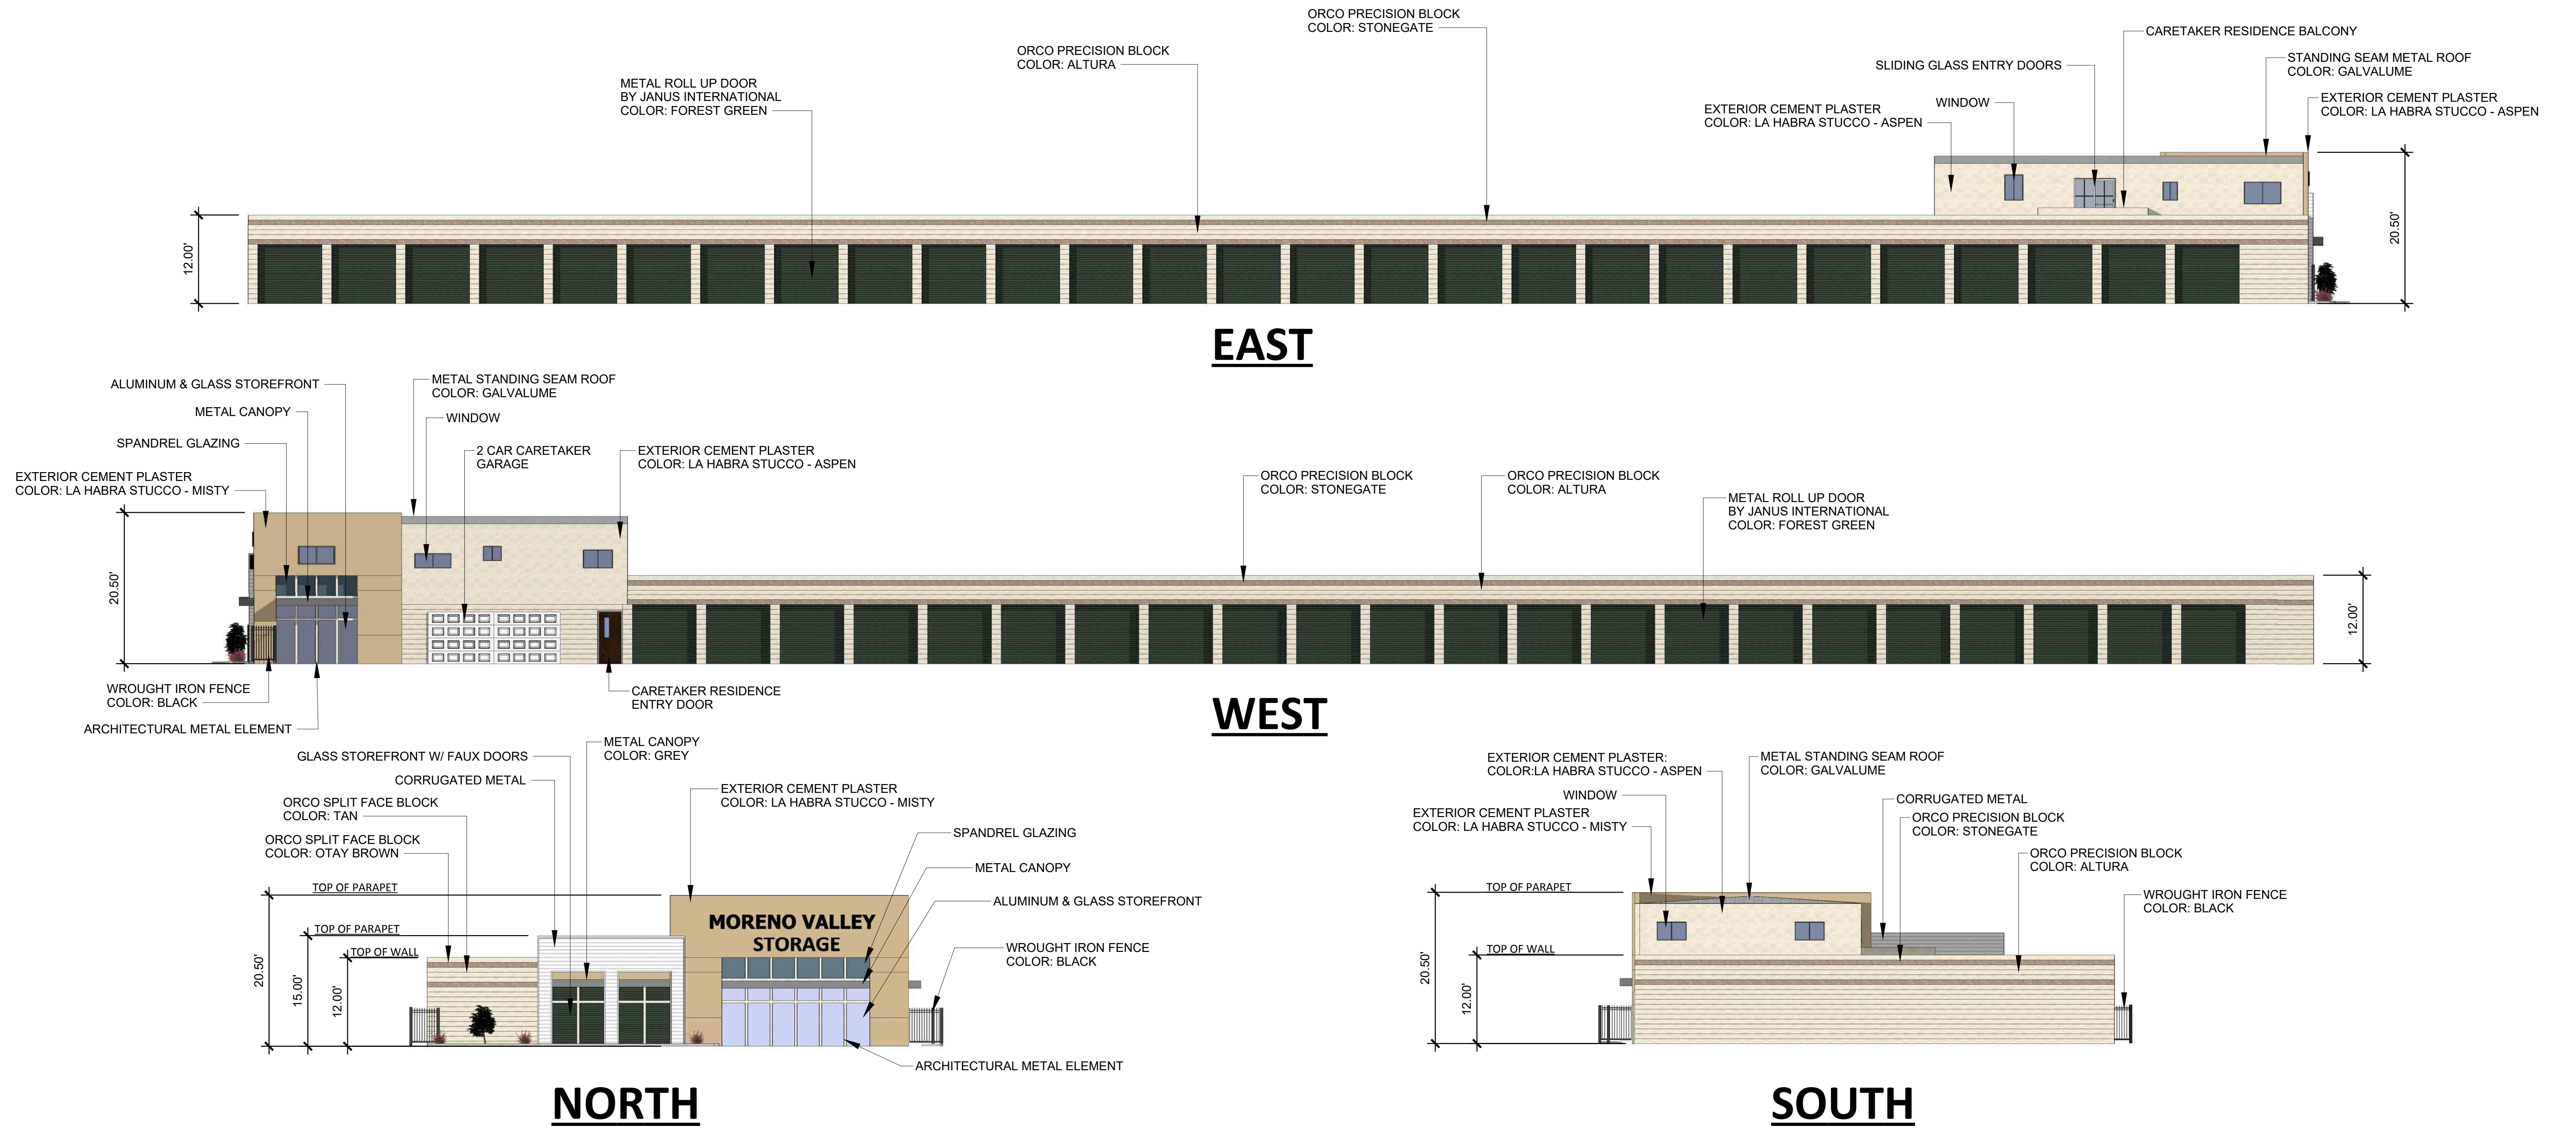 ORCO PRECISION BLOCK
COLOR: STONEGATE
ORCO PRECISION BLOCK
COLOR: ALTURA
METAL ROLL UP DOOR
BY JANUS INTERNATIONAL
COLOR: FOREST GREEN
CARETAKER RESIDENCE BALCONY
STANDING SEAM METAL ROOF
COLOR: GALVALUME
SLIDING GLASS ENTRY DOORS
EXTERIOR CEMENT PLASTER
COLOR: LA HABRA STUCCO - ASPEN
WINDOW
EXTERIOR CEMENT PLASTER
COLOR: LA HABRA STUCCO - ASPEN
12.00'
20.50'
EAST
ALUMINUM & GLASS STOREFRONT
METAL CANOPY
SPANDREL GLAZING
EXTERIOR CEMENT PLASTER
COLOR: LA HABRA STUCCO - MISTY
METAL STANDING SEAM ROOF
COLOR: GALVALUME
WINDOW
2 CAR CARETAKER
GARAGE
EXTERIOR CEMENT PLASTER
COLOR: LA HABRA STUCCO - ASPEN
ORCO PRECISION BLOCK
COLOR: STONEGATE
ORCO PRECISION BLOCK
COLOR: ALTURA
METAL ROLL UP DOOR
BY JANUS INTERNATIONAL
COLOR: FOREST GREEN
20.50'
12.00'
WROUGHT IRON FENCE
COLOR: BLACK
ARCHITECTURAL METAL ELEMENT
CARETAKER RESIDENCE
ENTRY DOOR
WEST
GLASS STOREFRONT W/ FAUX DOORS
CORRUGATED METAL
ORCO SPLIT FACE BLOCK
COLOR: TAN
ORCO SPLIT FACE BLOCK
COLOR: OTAY BROWN
METAL CANOPY
COLOR: GREY
EXTERIOR CEMENT PLASTER
COLOR: LA HABRA STUCCO - MISTY
SPANDREL GLAZING
METAL CANOPY
ALUMINUM & GLASS STOREFRONT
WROUGHT IRON FENCE
COLOR: BLACK
ARCHITECTURAL METAL ELEMENT
TOP OF PARAPET
TOP OF PARAPET
TOP OF WALL
20.50'
15.00'
12.00'
MORENO VALLEY
STORAGE
NORTH
EXTERIOR CEMENT PLASTER:
COLOR:LA HABRA STUCCO - ASPEN
WINDOW
EXTERIOR CEMENT PLASTER
COLOR: LA HABRA STUCCO - MISTY
METAL STANDING SEAM ROOF
COLOR: GALVALUME
CORRUGATED METAL
ORCO PRECISION BLOCK
COLOR: STONEGATE
ORCO PRECISION BLOCK
COLOR: ALTURA
WROUGHT IRON FENCE
COLOR: BLACK
TOP OF PARAPET
TOP OF WALL
20.50'
12.00'
SOUTH